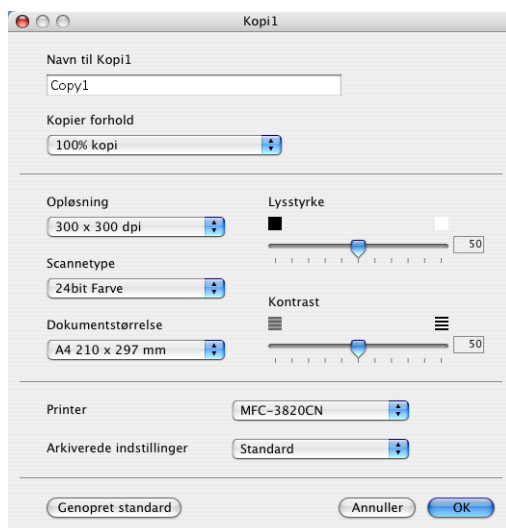 Kopi1
Navn til Kopi1
Copy1
Kopier forhold
100% kopi
Opløsning
300 x 300 dpi
Lysstyrke
50
Scannetype
24bit Farve
Kontrast
50
Dokumentstørrelse
A4 210 x 297 mm
Printer
MFC-3820CN
Arkiverede indstillinger
Standard
Genopret standard
Annuller
OK